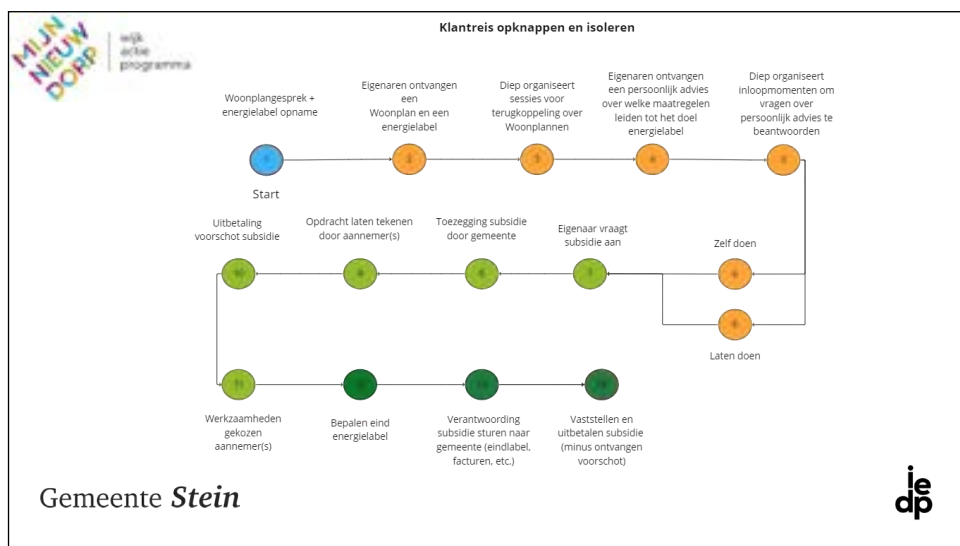 Klantreis opknappen en isoleren
MIJN
NIEUW
DORP
wijk
actie
programma
Woonplangesprek +
energielabel opname
Eigenaren ontvangen
een
Woonplan en een
energielabel
Diep organiseert
sessies voor
terugkoppeling over
Woonplannen
Eigenaren ontvangen
een persoonlijk advies
over welke maatregelen
leiden tot het doel
energielabel
Diep organiseert
inloopmomenten om
vragen over
persoonlijk advies te
beantwoorden
Start
Uitbetaling
voorschot subsidie
Opdracht laten tekenen
door aannemer(s)
Toezegging subsidie
door gemeente
Eigenaar vraagt
subsidie aan
Zelf doen
Laten doen
11
Werkzaamheden
gekozen
aannemer(s)
Bepalen eind
energielabel
Verantwoording
subsidie sturen naar
gemeente (eindlabel,
facturen, etc.)
Vaststellen en
uitbetalen subsidie
(minus ontvangen
voorschot)
Gemeente Stein
ie
dp